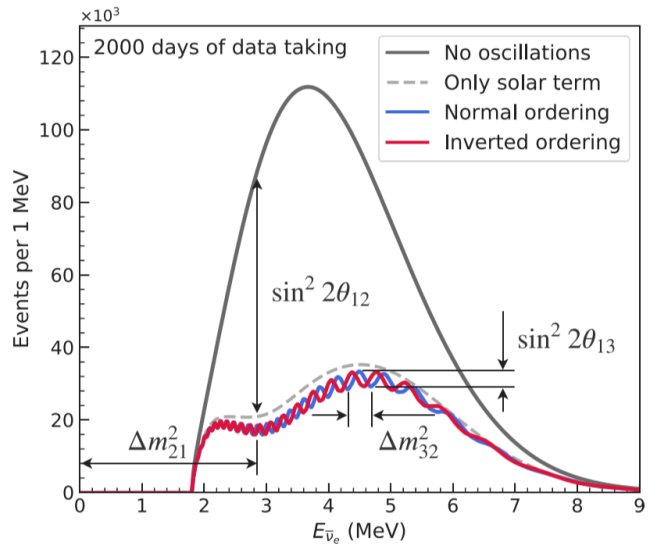 ×10³
2000 days of data taking
No oscillations
Only solar term
Normal ordering
Inverted ordering
Events per 1 MeV
120
100
80
60
40
20
0
sin² 2θ₁₂
sin² 2θ₁₃
Δm²₂₁
Δm²₃₂
0 1 2 3 4 5 6 7 8 9
E_ν̄ₑ (MeV)